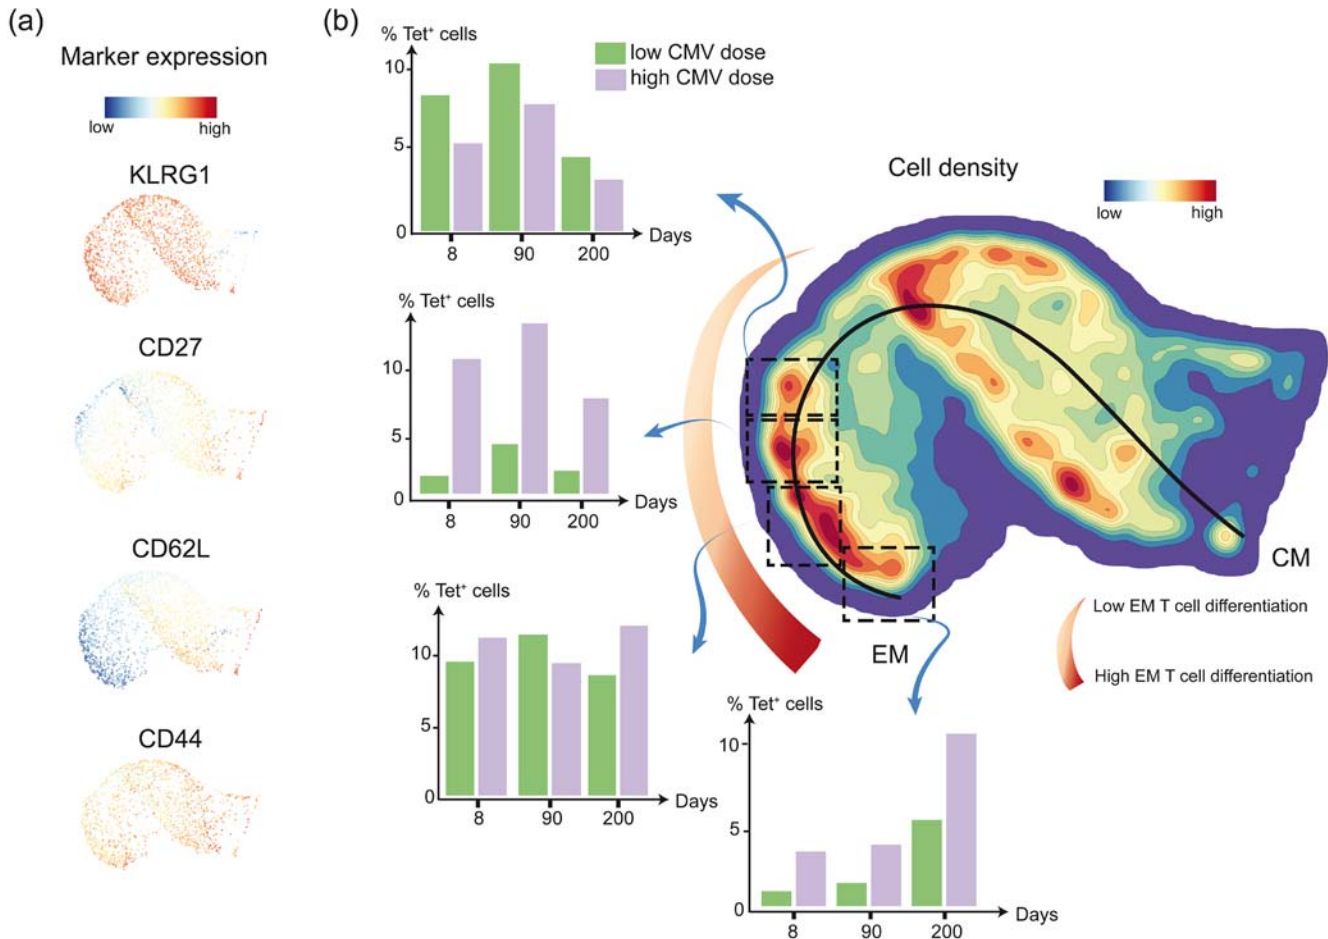 (a)
Marker expression
low high
KLRG1
CD27
CD62L
CD44
(b)
% Tet⁺ cells
10
5
0
8 90 200 Days
low CMV dose
high CMV dose
% Tet⁺ cells
10
5
0
8 90 200 Days
% Tet⁺ cells
10
5
0
8 90 200 Days
% Tet⁺ cells
10
5
0
8 90 200 Days
Cell density
low high
CM
EM
Low EM T cell differentiation
High EM T cell differentiation